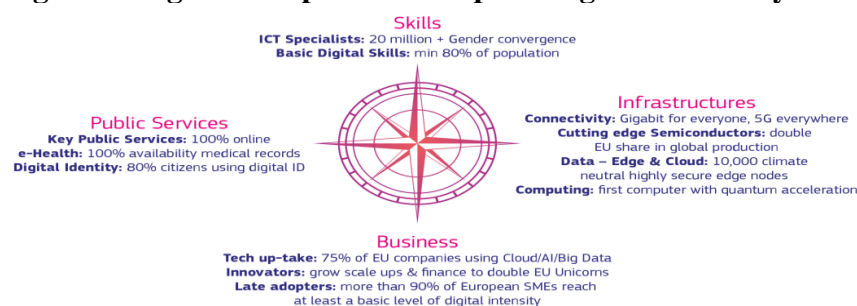 Skills
ICT Specialists: 20 million + Gender convergence
Basic Digital Skills: min 80% of population
Public Services
Key Public Services: 100% online
e-Health: 100% availability medical records
Digital Identity: 80% citizens using digital ID
Infrastructures
Connectivity: Gigabit for everyone, 5G everywhere
Cutting edge Semiconductors: double
EU share in global production
Data – Edge & Cloud: 10,000 climate
neutral highly secure edge nodes
Computing: first computer with quantum acceleration
Business
Tech up-take: 75% of EU companies using Cloud/AI/Big Data
Innovators: grow scale ups & finance to double EU Unicorns
Late adopters: more than 90% of European SMEs reach
at least a basic level of digital intensity